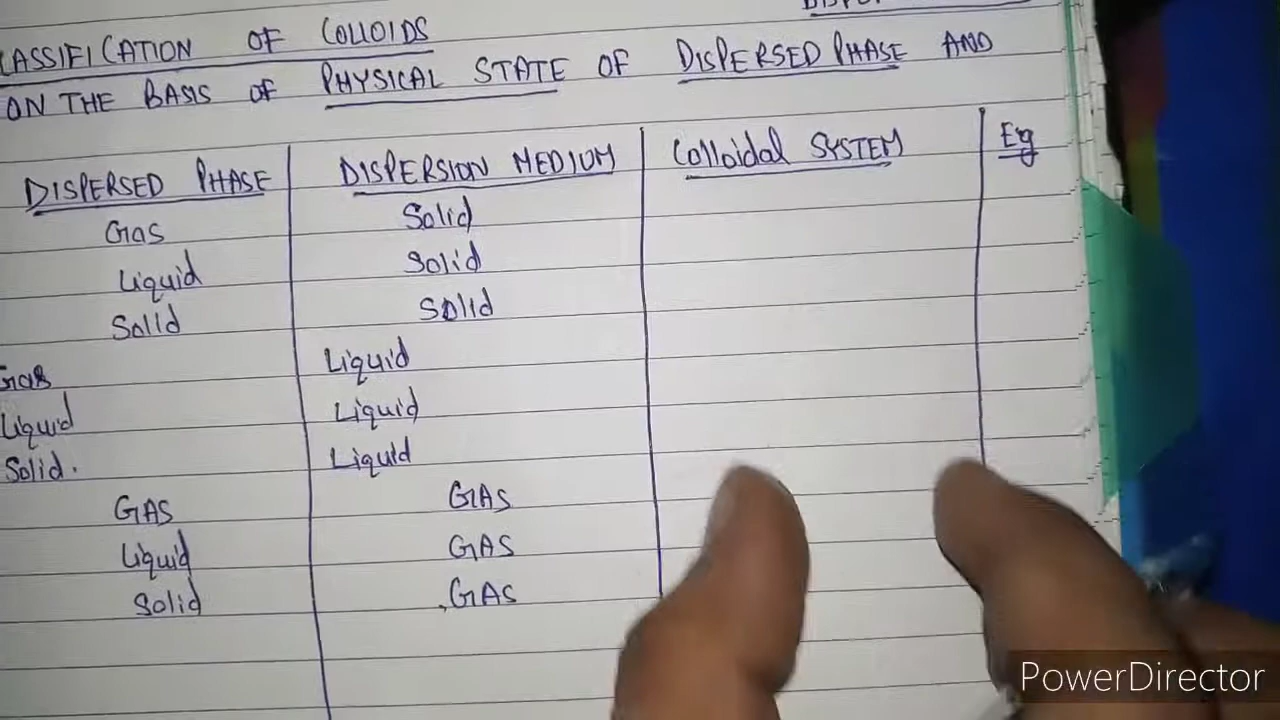 LASSIFICATION OF COLLOIDS
ON THE BASIS OF PHYSICAL STATE OF DISPERSED PHASE AND
DISPERSED PHASE DISPERSION MEDIUM Colloidal SYSTEM Eg
Gas Solid
Liquid Solid
Solid Solid
Gas Liquid
Liquid Liquid
Solid. Liquid
GAS GAS
Liquid GAS
Solid GAS
PowerDirector